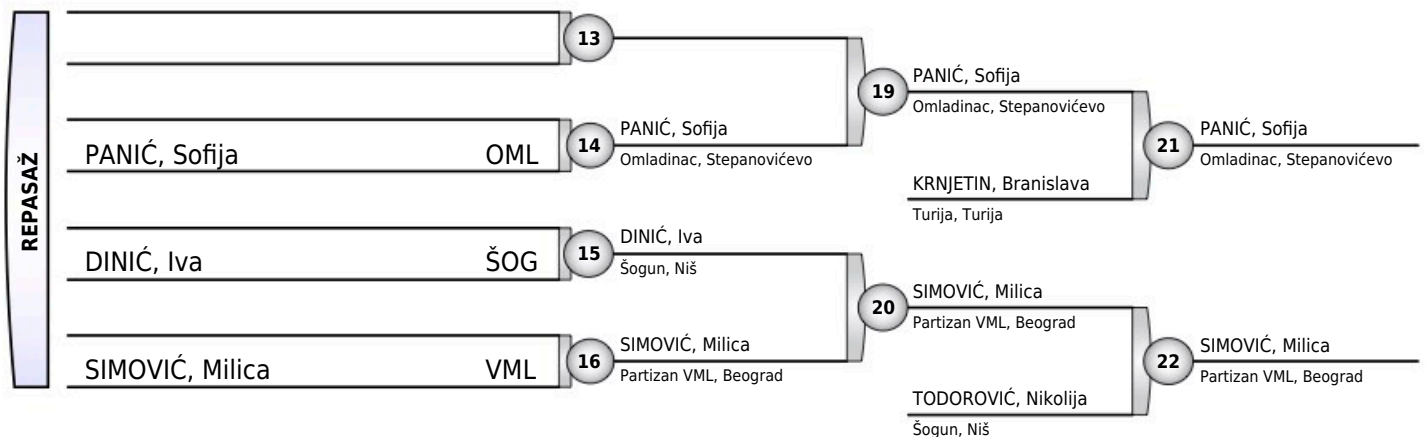 REPASAŽ
13
PANIĆ, Sofija OML
14
PANIĆ, Sofija
Omladinac, Stepanovićevo
DINIĆ, Iva ŠOG
15
DINIĆ, Iva
Šogun, Niš
SIMOVIĆ, Milica VML
16
SIMOVIĆ, Milica
Partizan VML, Beograd
19
PANIĆ, Sofija
Omladinac, Stepanovićevo
KRNJETIN, Branislava
Turija, Turija
20
SIMOVIĆ, Milica
Partizan VML, Beograd
TODOROVIĆ, Nikolija
Šogun, Niš
21
PANIĆ, Sofija
Omladinac, Stepanovićevo
22
SIMOVIĆ, Milica
Partizan VML, Beograd